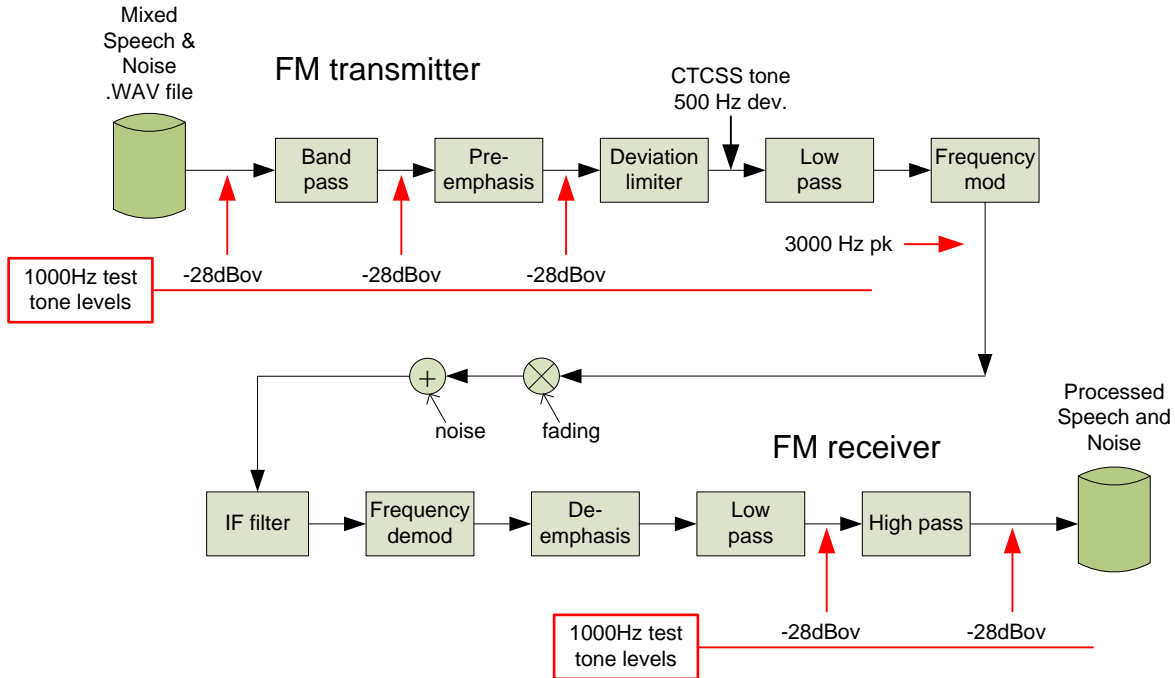 Mixed
Speech &
Noise
.WAV file
FM transmitter
CTCSS tone
500 Hz dev.
Band
pass
Pre-
emphasis
Deviation
limiter
Low
pass
Frequency
mod
3000 Hz pk
-28dBov
-28dBov
-28dBov
1000Hz test
tone levels
+
noise
fading
Processed
Speech and
Noise
FM receiver
IF filter
Frequency
demod
De-
emphasis
Low
pass
High pass
-28dBov
-28dBov
1000Hz test
tone levels